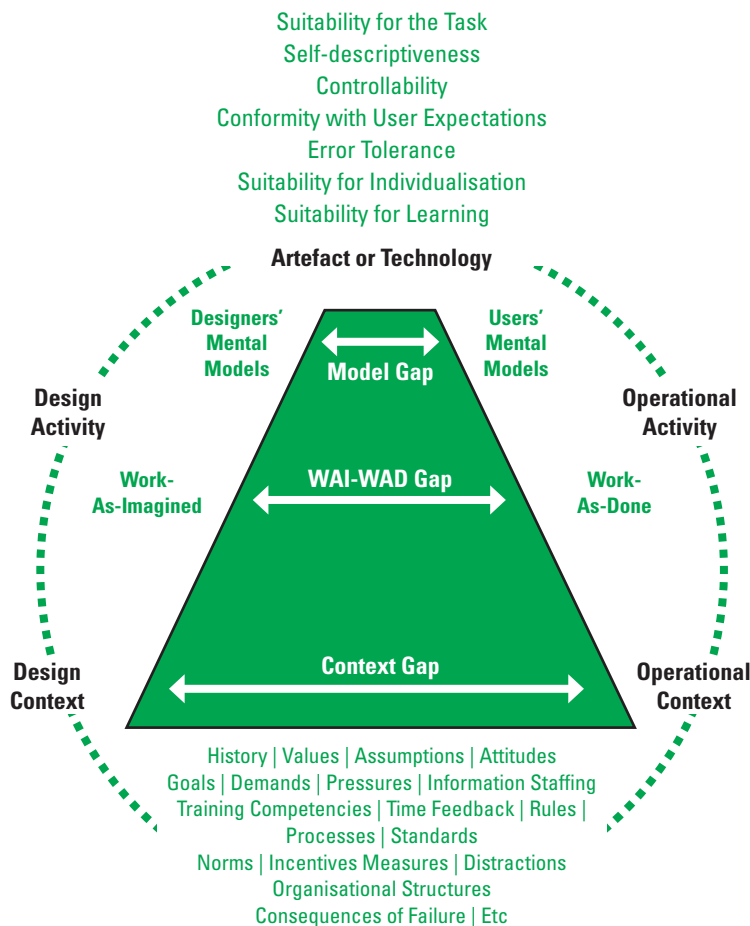 Suitability for the Task
Self-descriptiveness
Controllability
Conformity with User Expectations
Error Tolerance
Suitability for Individualisation
Suitability for Learning
Artefact or Technology
Designers’
Mental
Models
Users’
Mental
Models
Model Gap
Design
Activity
Operational
Activity
Work-
As-Imagined
WAI-WAD Gap
Work-
As-Done
Design
Context
Context Gap
Operational
Context
History | Values | Assumptions | Attitudes
Goals | Demands | Pressures | Information Staffing
Training Competencies | Time Feedback | Rules |
Processes | Standards
Norms | Incentives Measures | Distractions
Organisational Structures
Consequences of Failure | Etc